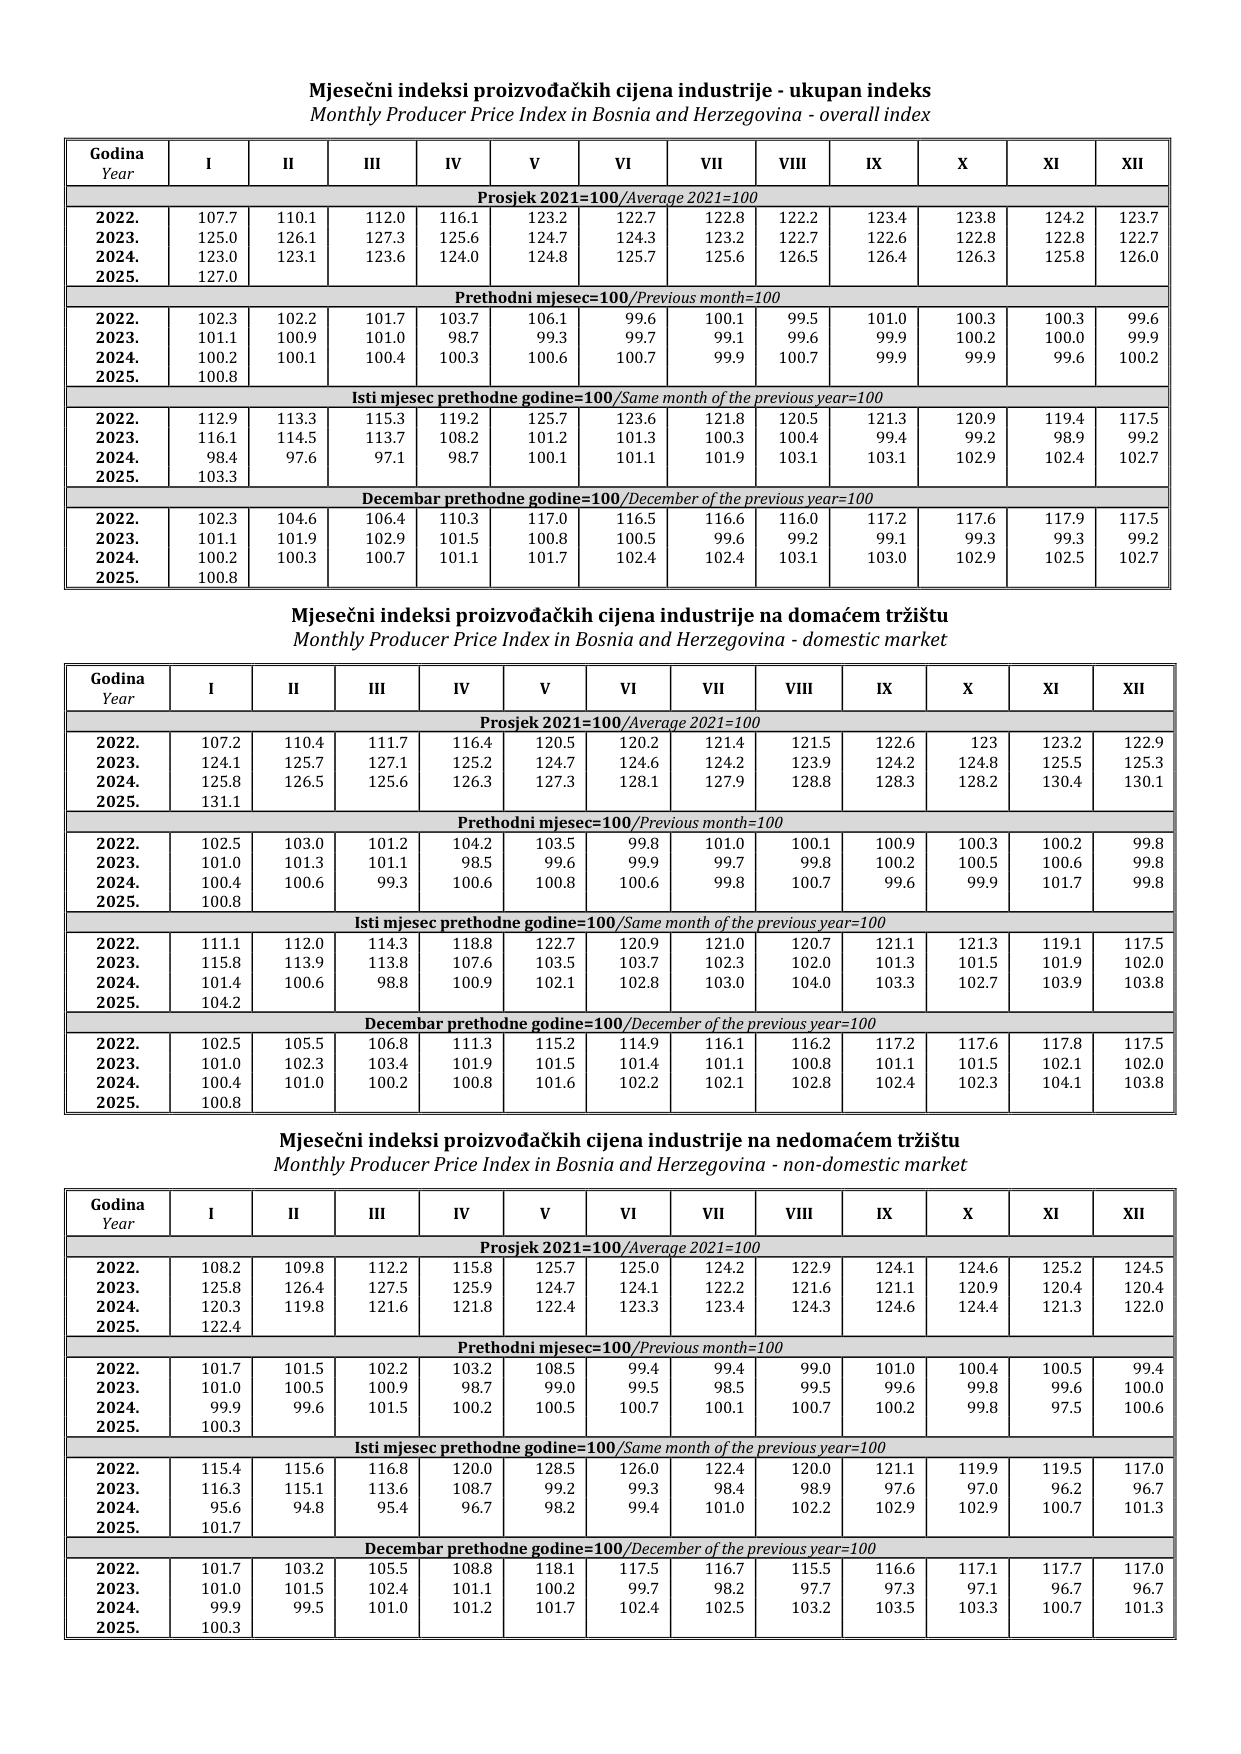 Mjesečni indeksi proizvođačkih cijena industrije - ukupan indeks
Monthly Producer Price Index in Bosnia and Herzegovina - overall index
Godina
Year I II III IV V VI VII VIII IX X XI XII
Prosjek 2021=100/Average 2021=100
2022. 107.7 110.1 112.0 116.1 123.2 122.7 122.8 122.2 123.4 123.8 124.2 123.7
2023. 125.0 126.1 127.3 125.6 124.7 124.3 123.2 122.7 122.6 122.8 122.8 122.7
2024. 123.0 123.1 123.6 124.0 124.8 125.7 125.6 126.5 126.4 126.3 125.8 126.0
2025. 127.0
Prethodni mjesec=100/Previous month=100
2022. 102.3 102.2 101.7 103.7 106.1 99.6 100.1 99.5 101.0 100.3 100.3 99.6
2023. 101.1 100.9 101.0 98.7 99.3 99.7 99.1 99.6 99.9 100.2 100.0 99.9
2024. 100.2 100.1 100.4 100.3 100.6 100.7 99.9 100.7 99.9 99.9 99.6 100.2
2025. 100.8
Isti mjesec prethodne godine=100/Same month of the previous year=100
2022. 112.9 113.3 115.3 119.2 125.7 123.6 121.8 120.5 121.3 120.9 119.4 117.5
2023. 116.1 114.5 113.7 108.2 101.2 101.3 100.3 100.4 99.4 99.2 98.9 99.2
2024. 98.4 97.6 97.1 98.7 100.1 101.1 101.9 103.1 103.1 102.9 102.4 102.7
2025. 103.3
Decembar prethodne godine=100/December of the previous year=100
2022. 102.3 104.6 106.4 110.3 117.0 116.5 116.6 116.0 117.2 117.6 117.9 117.5
2023. 101.1 101.9 102.9 101.5 100.8 100.5 99.6 99.2 99.1 99.3 99.3 99.2
2024. 100.2 100.3 100.7 101.1 101.7 102.4 102.4 103.1 103.0 102.9 102.5 102.7
2025. 100.8
Mjesečni indeksi proizvođačkih cijena industrije na domaćem tržištu
Monthly Producer Price Index in Bosnia and Herzegovina - domestic market
Godina
Year I II III IV V VI VII VIII IX X XI XII
Prosjek 2021=100/Average 2021=100
2022. 107.2 110.4 111.7 116.4 120.5 120.2 121.4 121.5 122.6 123 123.2 122.9
2023. 124.1 125.7 127.1 125.2 124.7 124.6 124.2 123.9 124.2 124.8 125.5 125.3
2024. 125.8 126.5 125.6 126.3 127.3 128.1 127.9 128.8 128.3 128.2 130.4 130.1
2025. 131.1
Prethodni mjesec=100/Previous month=100
2022. 102.5 103.0 101.2 104.2 103.5 99.8 101.0 100.1 100.9 100.3 100.2 99.8
2023. 101.0 101.3 101.1 98.5 99.6 99.9 99.7 99.8 100.2 100.5 100.6 99.8
2024. 100.4 100.6 99.3 100.6 100.8 100.6 99.8 100.7 99.6 99.9 101.7 99.8
2025. 100.8
Isti mjesec prethodne godine=100/Same month of the previous year=100
2022. 111.1 112.0 114.3 118.8 122.7 120.9 121.0 120.7 121.1 121.3 119.1 117.5
2023. 115.8 113.9 113.8 107.6 103.5 103.7 102.3 102.0 101.3 101.5 101.9 102.0
2024. 101.4 100.6 98.8 100.9 102.1 102.8 103.0 104.0 103.3 102.7 103.9 103.8
2025. 104.2
Decembar prethodne godine=100/December of the previous year=100
2022. 102.5 105.5 106.8 111.3 115.2 114.9 116.1 116.2 117.2 117.6 117.8 117.5
2023. 101.0 102.3 103.4 101.9 101.5 101.4 101.1 100.8 101.1 101.5 102.1 102.0
2024. 100.4 101.0 100.2 100.8 101.6 102.2 102.1 102.8 102.4 102.3 104.1 103.8
2025. 100.8
Mjesečni indeksi proizvođačkih cijena industrije na nedomaćem tržištu
Monthly Producer Price Index in Bosnia and Herzegovina - non-domestic market
Godina
Year I II III IV V VI VII VIII IX X XI XII
Prosjek 2021=100/Average 2021=100
2022. 108.2 109.8 112.2 115.8 125.7 125.0 124.2 122.9 124.1 124.6 125.2 124.5
2023. 125.8 126.4 127.5 125.9 124.7 124.1 122.2 121.6 121.1 120.9 120.4 120.4
2024. 120.3 119.8 121.6 121.8 122.4 123.3 123.4 124.3 124.6 124.4 121.3 122.0
2025. 122.4
Prethodni mjesec=100/Previous month=100
2022. 101.7 101.5 102.2 103.2 108.5 99.4 99.4 99.0 101.0 100.4 100.5 99.4
2023. 101.0 100.5 100.9 98.7 99.0 99.5 98.5 99.5 99.6 99.8 99.6 100.0
2024. 99.9 99.6 101.5 100.2 100.5 100.7 100.1 100.7 100.2 99.8 97.5 100.6
2025. 100.3
Isti mjesec prethodne godine=100/Same month of the previous year=100
2022. 115.4 115.6 116.8 120.0 128.5 126.0 122.4 120.0 121.1 119.9 119.5 117.0
2023. 116.3 115.1 113.6 108.7 99.2 99.3 98.4 98.9 97.6 97.0 96.2 96.7
2024. 95.6 94.8 95.4 96.7 98.2 99.4 101.0 102.2 102.9 102.9 100.7 101.3
2025. 101.7
Decembar prethodne godine=100/December of the previous year=100
2022. 101.7 103.2 105.5 108.8 118.1 117.5 116.7 115.5 116.6 117.1 117.7 117.0
2023. 101.0 101.5 102.4 101.1 100.2 99.7 98.2 97.7 97.3 97.1 96.7 96.7
2024. 99.9 99.5 101.0 101.2 101.7 102.4 102.5 103.2 103.5 103.3 100.7 101.3
2025. 100.3